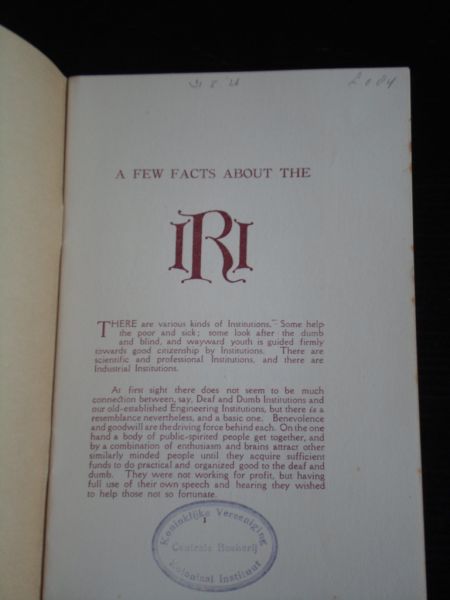 A FEW FACTS ABOUT THE
IRI
THERE are various kinds of Institutions. Some help
the poor and sick; some look after the dumb
and blind, and wayward youth is guided firmly
towards good citizenship by Institutions. There are
scientific and professional Institutions, and there are
Industrial Institutions.
At first sight there does not seem to be much
connection between, say, Deaf and Dumb Institutions and
our old-established Engineering Institutions, but there is a
resemblance nevertheless, and a basic one. Benevolence
and goodwill are the driving force behind each. On the one
hand a body of public-spirited people get together, and
by a combination of enthusiasm and brains attract other
similarly minded people until they acquire sufficient
funds to do practical and organized good to the deaf and
dumb. They were not working for profit, but having
full use of their own speech and hearing they wished
to help those not so fortunate.
1
Koninklijke Vereeniging
Centrale Boekerij
Koloniaal Instituut